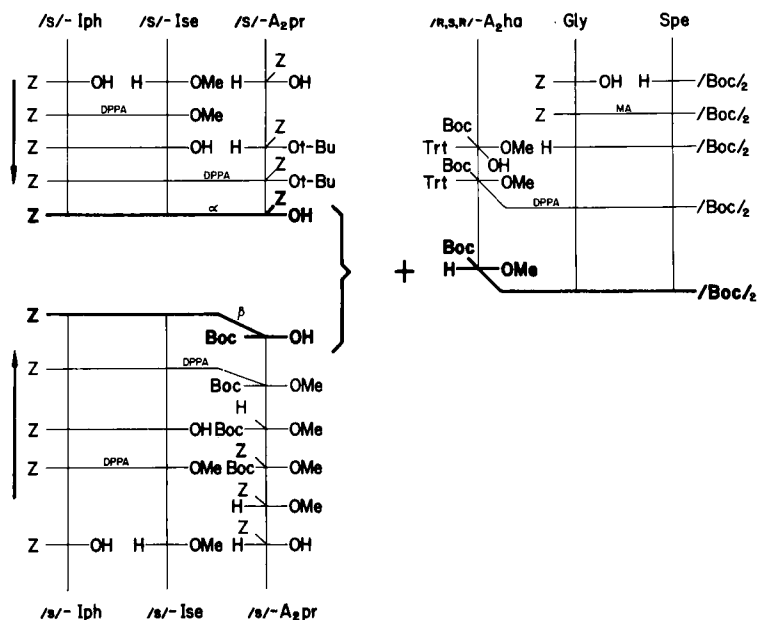 /S/- Iph /S/- Ise /S/- A₂pr /R,S,R/-A₂ha Gly Spe
Z OH H OMe H Z OH Z OH H /Boc/₂
Z DPPA OMe Z MA /Boc/₂
OH H Z Ot-Bu Boc Trt OMe H /Boc/₂
OH
Z DPPA Z Ot-Bu Boc Trt OMe
DPPA /Boc/₂
Z α Z OH
+
Boc H OMe
/Boc/₂
Z β
Boc OH
Z DPPA
Boc OMe
H
Z OH Boc OMe
Z
Z DPPA OMe Boc OMe
Z
H OMe
Z
Z OH H OMe H OH
/S/- Iph /S/- Ise /S/- A₂pr